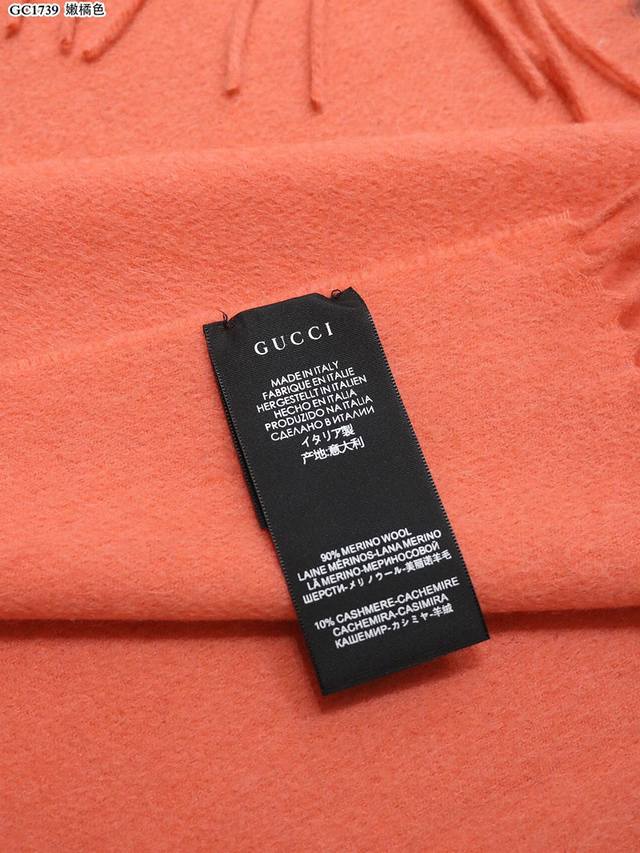 GC1739 嫩橘色
GUCCI
MADE IN ITALY
FABRIQUE EN ITALIE
HERGESTELLT IN ITALIEN
HECHO EN ITALIA
PRODUZIDO NA ITALIA
СДЕЛАНО В ИТАЛИИ
イタリア製
产地:意大利
90% MERINO WOOL
LAINE MÉRINOS-LANA MERINO
LÃ MERINO-МЕРИНОСОВОЙ
ШЕРСТИ-メリノウール-美丽诺羊毛
10% CASHMERE-CACHEMIRE
CACHEMIRA-CASIMIRA
КАШЕМИР-カシミヤ-羊绒